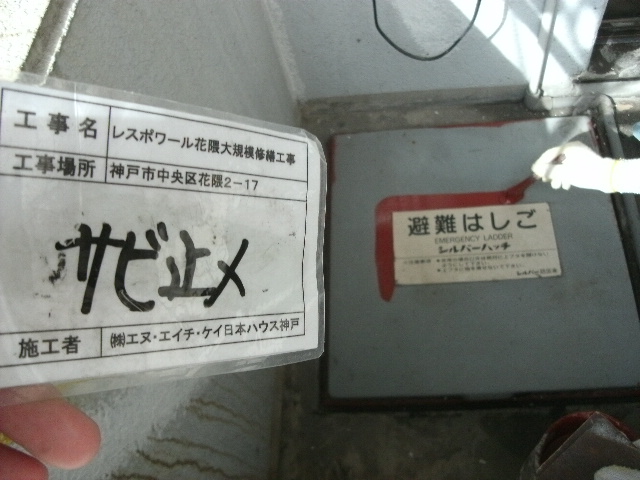 工事名 レスポワール花隈大規模修繕工事
工事場所 神戸市中央区花隈2-17
サビ止メ
施工者 ㈱エヌ・エイチ・ケイ日本ハウス神戸
避難はしご
EMERGENCY LADDER
シルバーハッチ